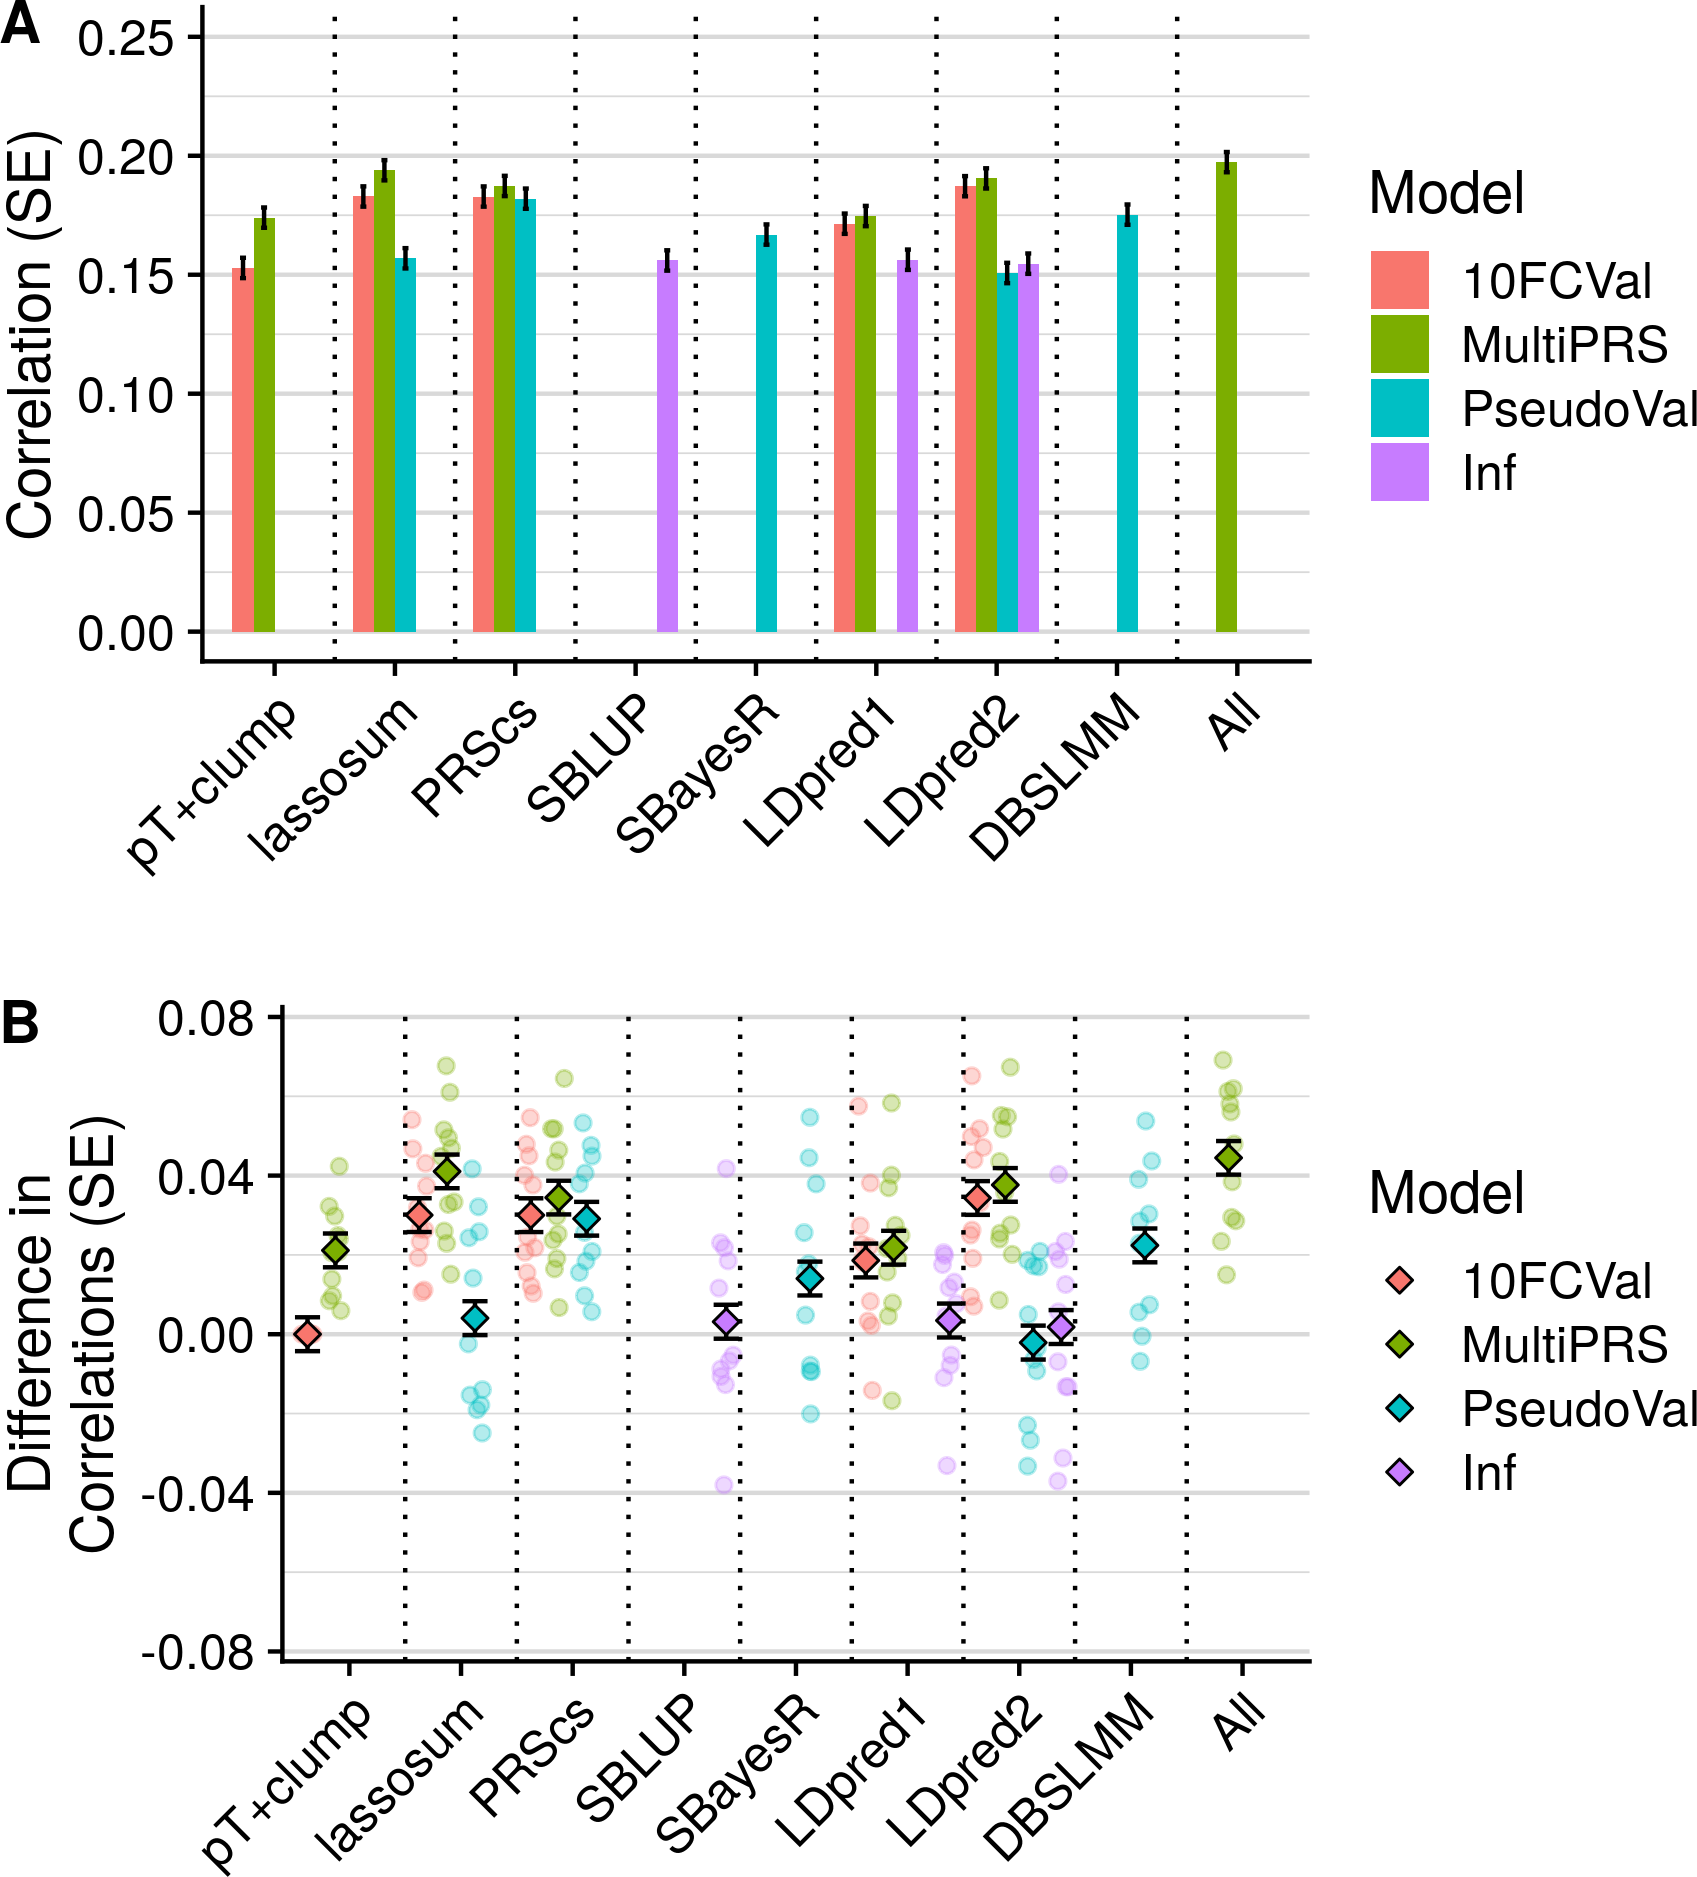 A
Correlation (SE)
0.25
0.20
0.15
0.10
0.05
0.00
pT+clump
lassosum
PRScs
SBLUP
SBayesR
LDpred1
LDpred2
DBSLMM
All
Model
10FCVal
MultiPRS
PseudoVal
Inf
B
Difference in
Correlations (SE)
0.08
0.04
0.00
-0.04
-0.08
pT+clump
lassosum
PRScs
SBLUP
SBayesR
LDpred1
LDpred2
DBSLMM
All
Model
10FCVal
MultiPRS
PseudoVal
Inf